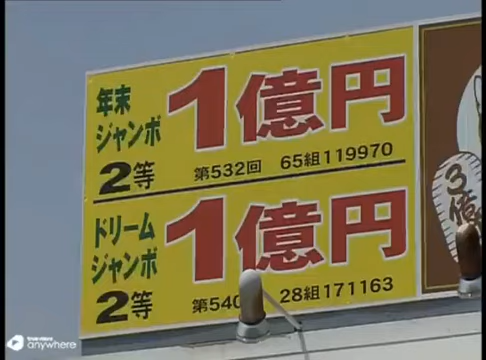 年末
ジャンボ
2等
1億円
第532回 65組119970
ドリーム
ジャンボ
2等
1億円
第540
28組171163
3億
anywhere